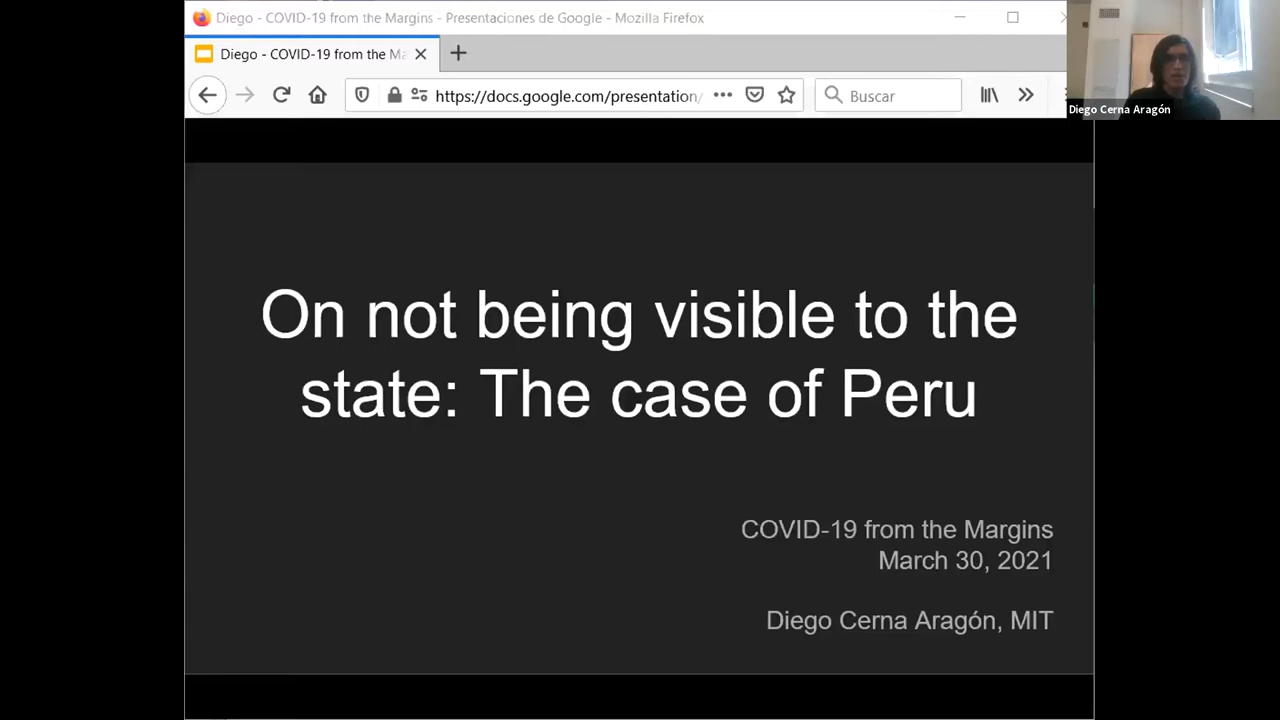 Diego - COVID-19 from the Margins - Presentaciones de Google - Mozilla Firefox
Diego - COVID-19 from the Ma
https://docs.google.com/presentation/
Buscar
Diego Cerna Aragón
On not being visible to the
state: The case of Peru
COVID-19 from the Margins
March 30, 2021
Diego Cerna Aragón, MIT